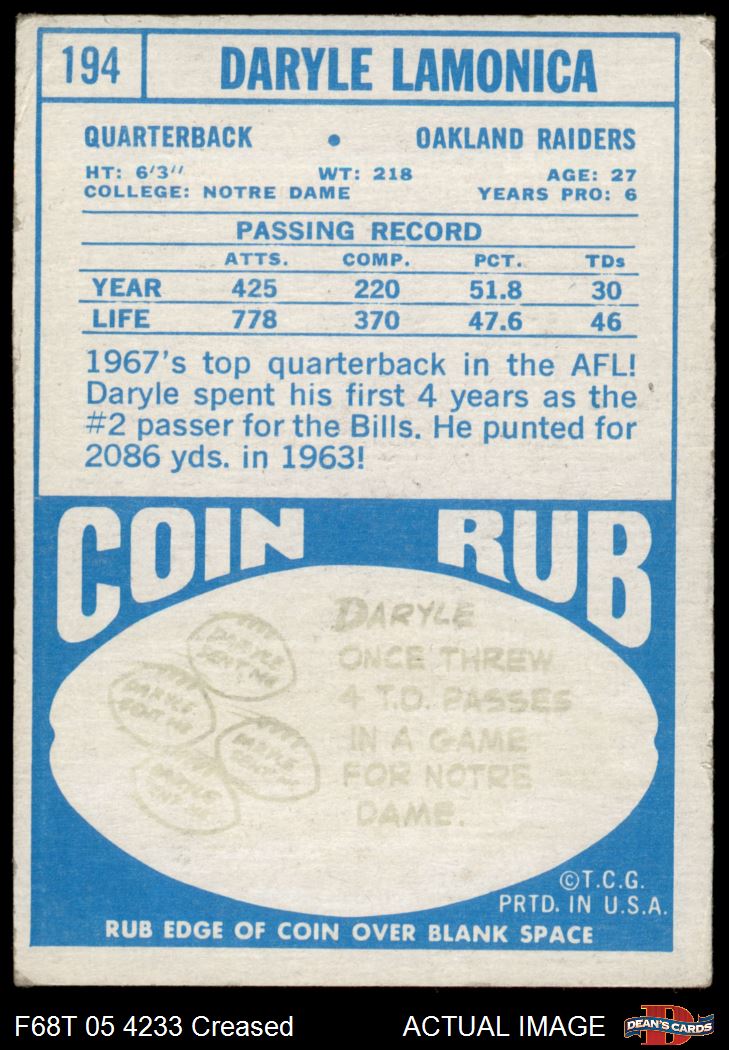 194 DARYLE LAMONICA
QUARTERBACK • OAKLAND RAIDERS
HT: 6'3'' WT: 218 AGE: 27
COLLEGE: NOTRE DAME YEARS PRO: 6
PASSING RECORD
ATTS. COMP. PCT. TDs
YEAR 425 220 51.8 30
LIFE 778 370 47.6 46
1967's top quarterback in the AFL!
Daryle spent his first 4 years as the
#2 passer for the Bills. He punted for
2086 yds. in 1963!
COIN RUB
DARYLE
ONCE THREW
4 T.D. PASSES
IN A GAME
FOR NOTRE
DAME.
©T.C.G.
PRTD. IN U.S.A.
RUB EDGE OF COIN OVER BLANK SPACE
F68T 05 4233 Creased ACTUAL IMAGE DEAN'S CARDS